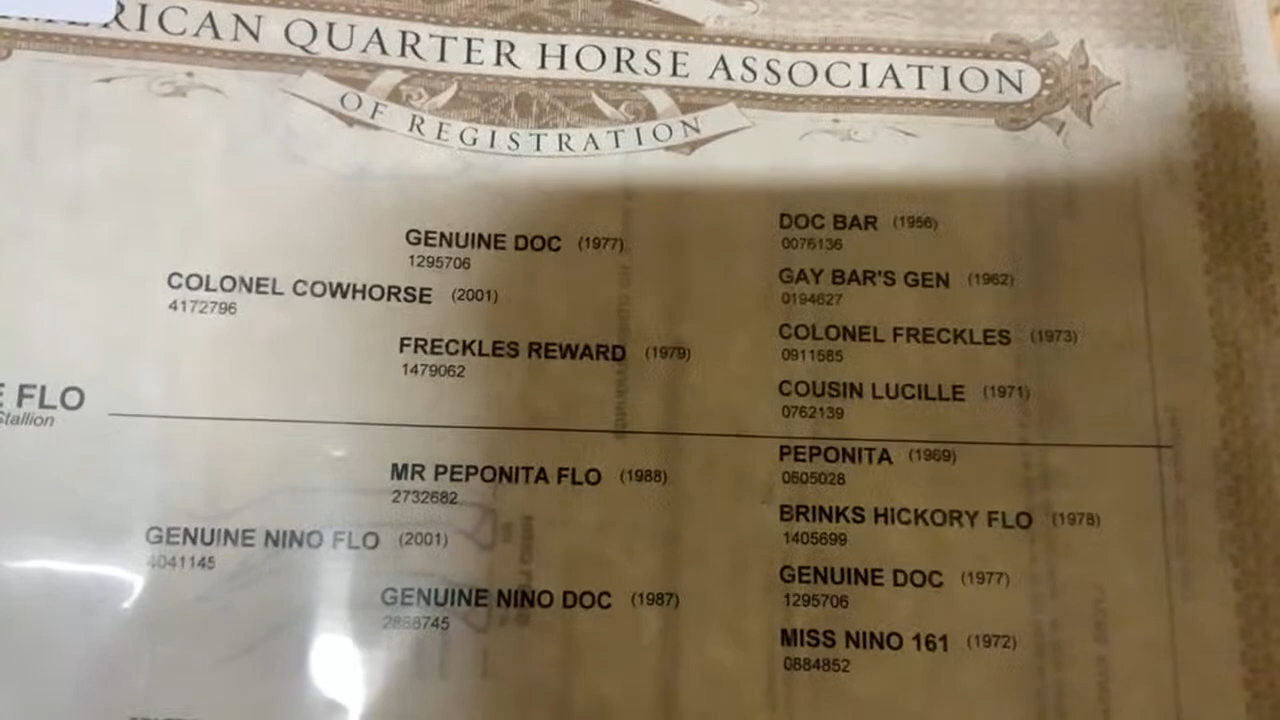 AMERICAN QUARTER HORSE ASSOCIATION
OF REGISTRATION
DOC BAR (1956)
0076136
GENUINE DOC (1977)
1295706
GAY BAR'S GEN (1962)
0194627
COLONEL COWHORSE (2001)
4172796
COLONEL FRECKLES (1973)
0911585
FRECKLES REWARD (1979)
1479062
COUSIN LUCILLE (1971)
0762139
FLO
Stallion
PEPONITA (1969)
0605028
MR PEPONITA FLO (1988)
2732682
BRINKS HICKORY FLO (1978)
1405699
GENUINE NINO FLO (2001)
4041145
GENUINE DOC (1977)
1295706
GENUINE NINO DOC (1987)
2888745
MISS NINO 161 (1972)
0884852